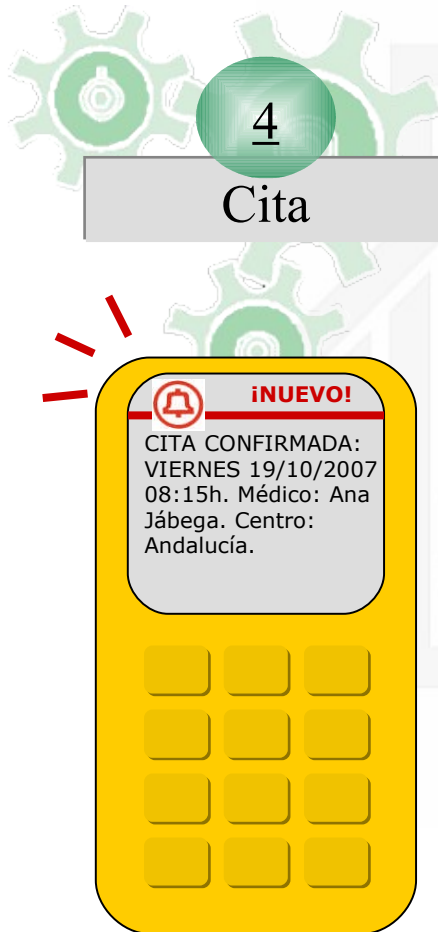 4
Cita
¡NUEVO!
CITA CONFIRMADA:
VIERNES 19/10/2007
08:15h. Médico: Ana
Jábega. Centro:
Andalucía.